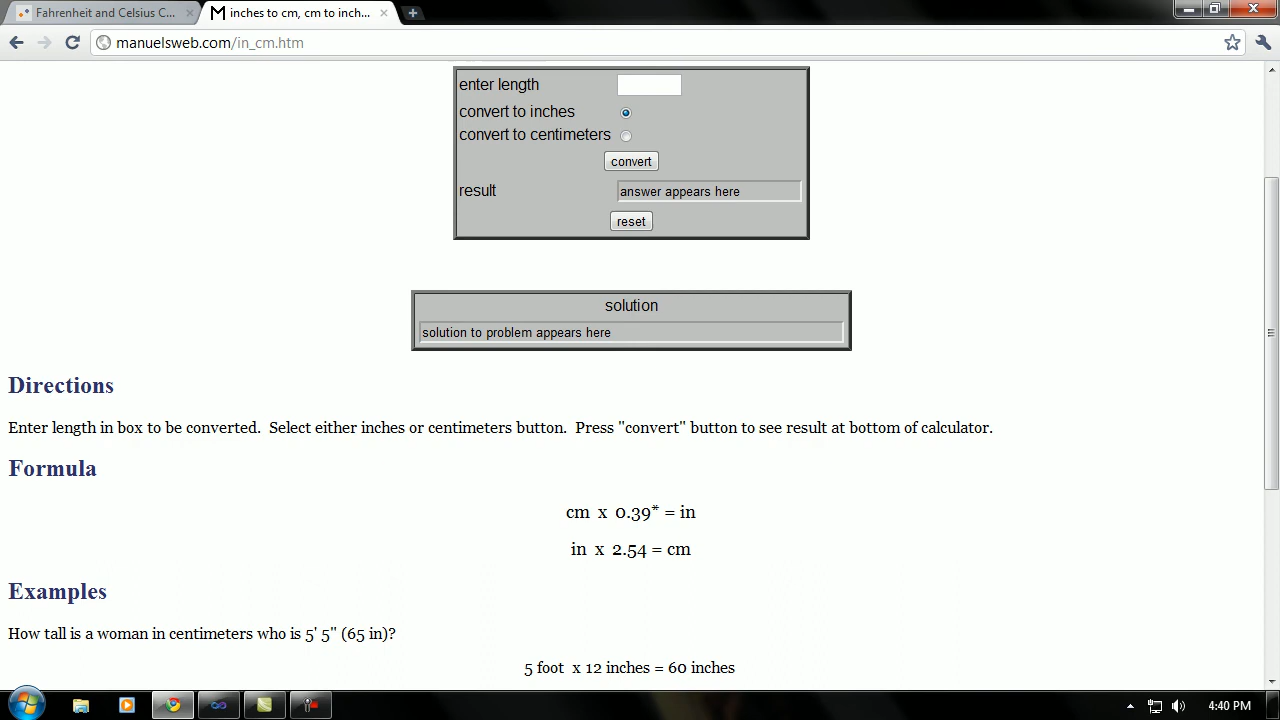 Fahrenheit and Celsius C...
inches to cm, cm to inch...
manuelsweb.com/in_cm.htm
enter length
convert to inches
convert to centimeters
convert
result
answer appears here
reset
solution
solution to problem appears here
Directions
Enter length in box to be converted.  Select either inches or centimeters button.  Press "convert" button to see result at bottom of calculator.
Formula
cm x 0.39* = in
in x 2.54 = cm
Examples
How tall is a woman in centimeters who is 5' 5" (65 in)?
5 foot x 12 inches = 60 inches
4:40 PM